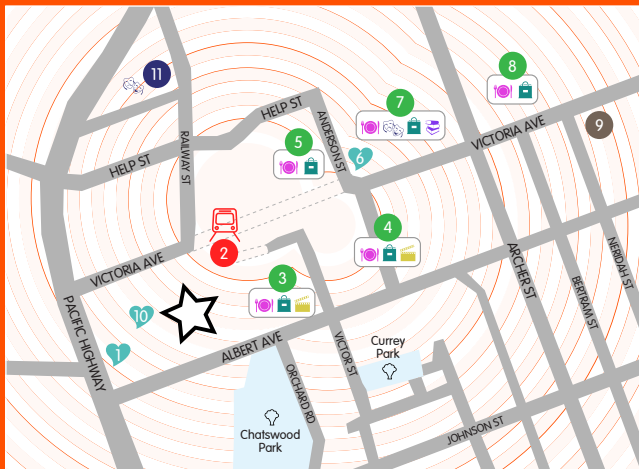 11
8
7
HELP ST
ANDERSON ST
VICTORIA AVE
9
5
6
RAILWAY ST
HELP ST
2
4
VICTORIA AVE
3
ARCHER ST
NERIDAH ST
BERTRAM ST
PACIFIC HIGHWAY
10
1
ALBERT AVE
VICTOR ST
Currey
Park
ORCHARD RD
Chatswood
Park
JOHNSON ST